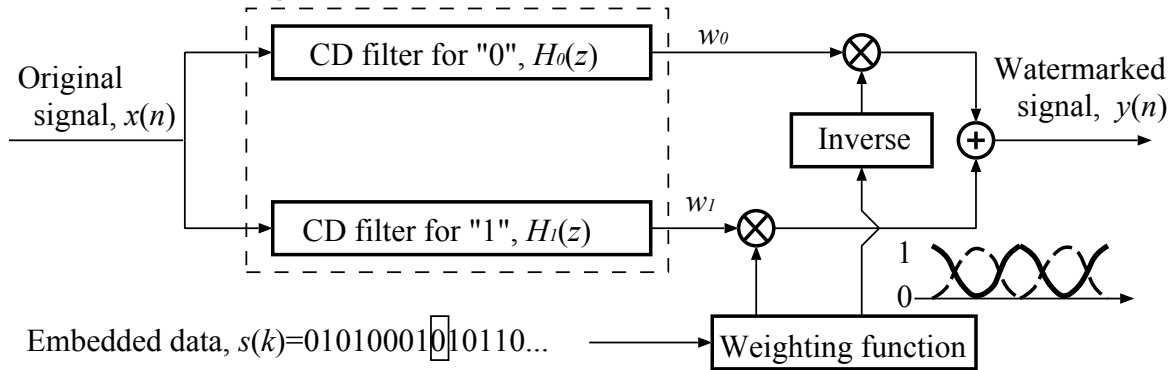 CD filter for "0", H0(z)
w0
Original
signal, x(n)
Watermarked
signal, y(n)
Inverse
CD filter for "1", H1(z)
w1
1
0
Embedded data, s(k)=01010001010110...
Weighting function